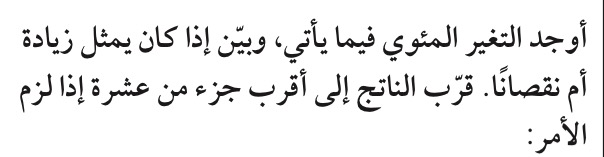 أوجد التغير المئوي فيما يأتي، وبيّن إذا كان يمثل زيادة
أم نقصانًا. قرّب الناتج إلى أقرب جزء من عشرة إذا لزم
الأمر: